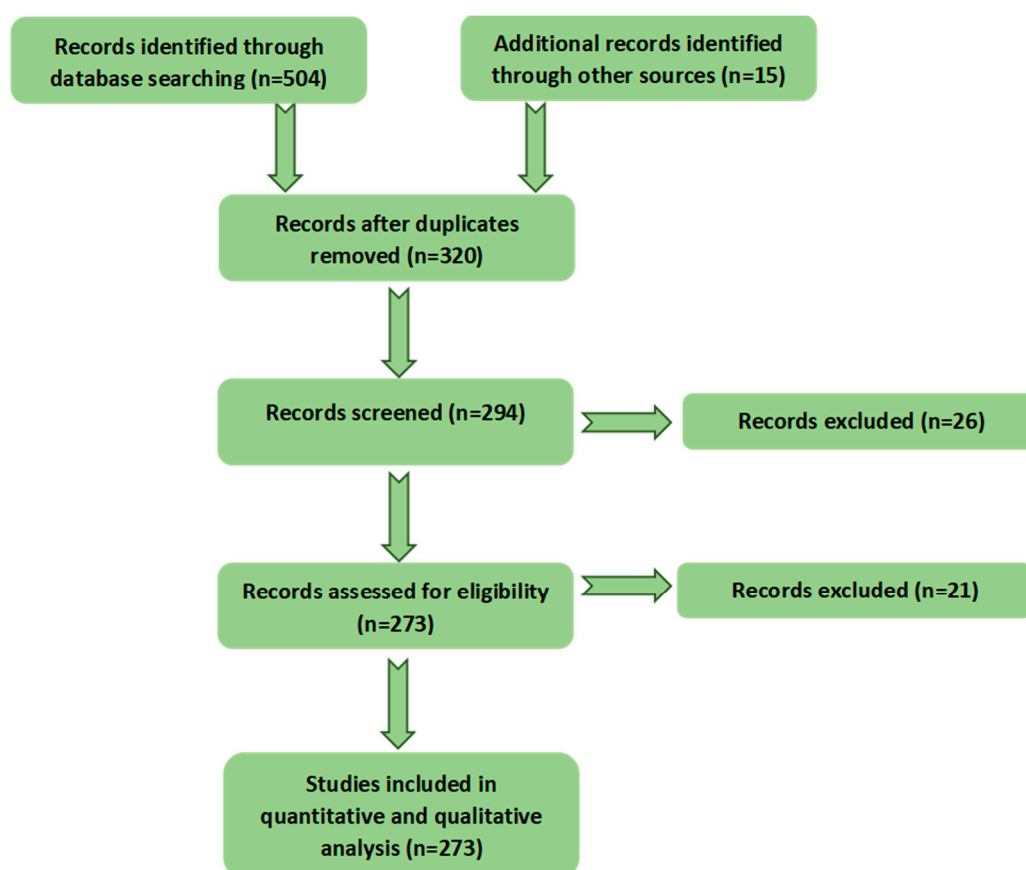 Records identified through
database searching (n=504)
Additional records identified
through other sources (n=15)
Records after duplicates
removed (n=320)
Records screened (n=294)
Records excluded (n=26)
Records assessed for eligibility
(n=273)
Records excluded (n=21)
Studies included in
quantitative and qualitative
analysis (n=273)